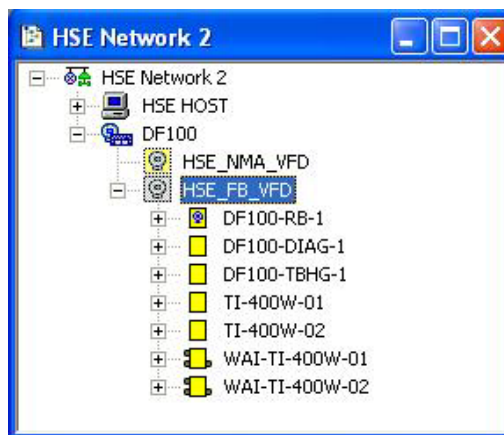 HSE Network 2
HSE Network 2
HSE HOST
DF100
HSE_NMA_VFD
HSE_FB_VFD
DF100-RB-1
DF100-DIAG-1
DF100-TBHG-1
TI-400W-01
TI-400W-02
WAI-TI-400W-01
WAI-TI-400W-02